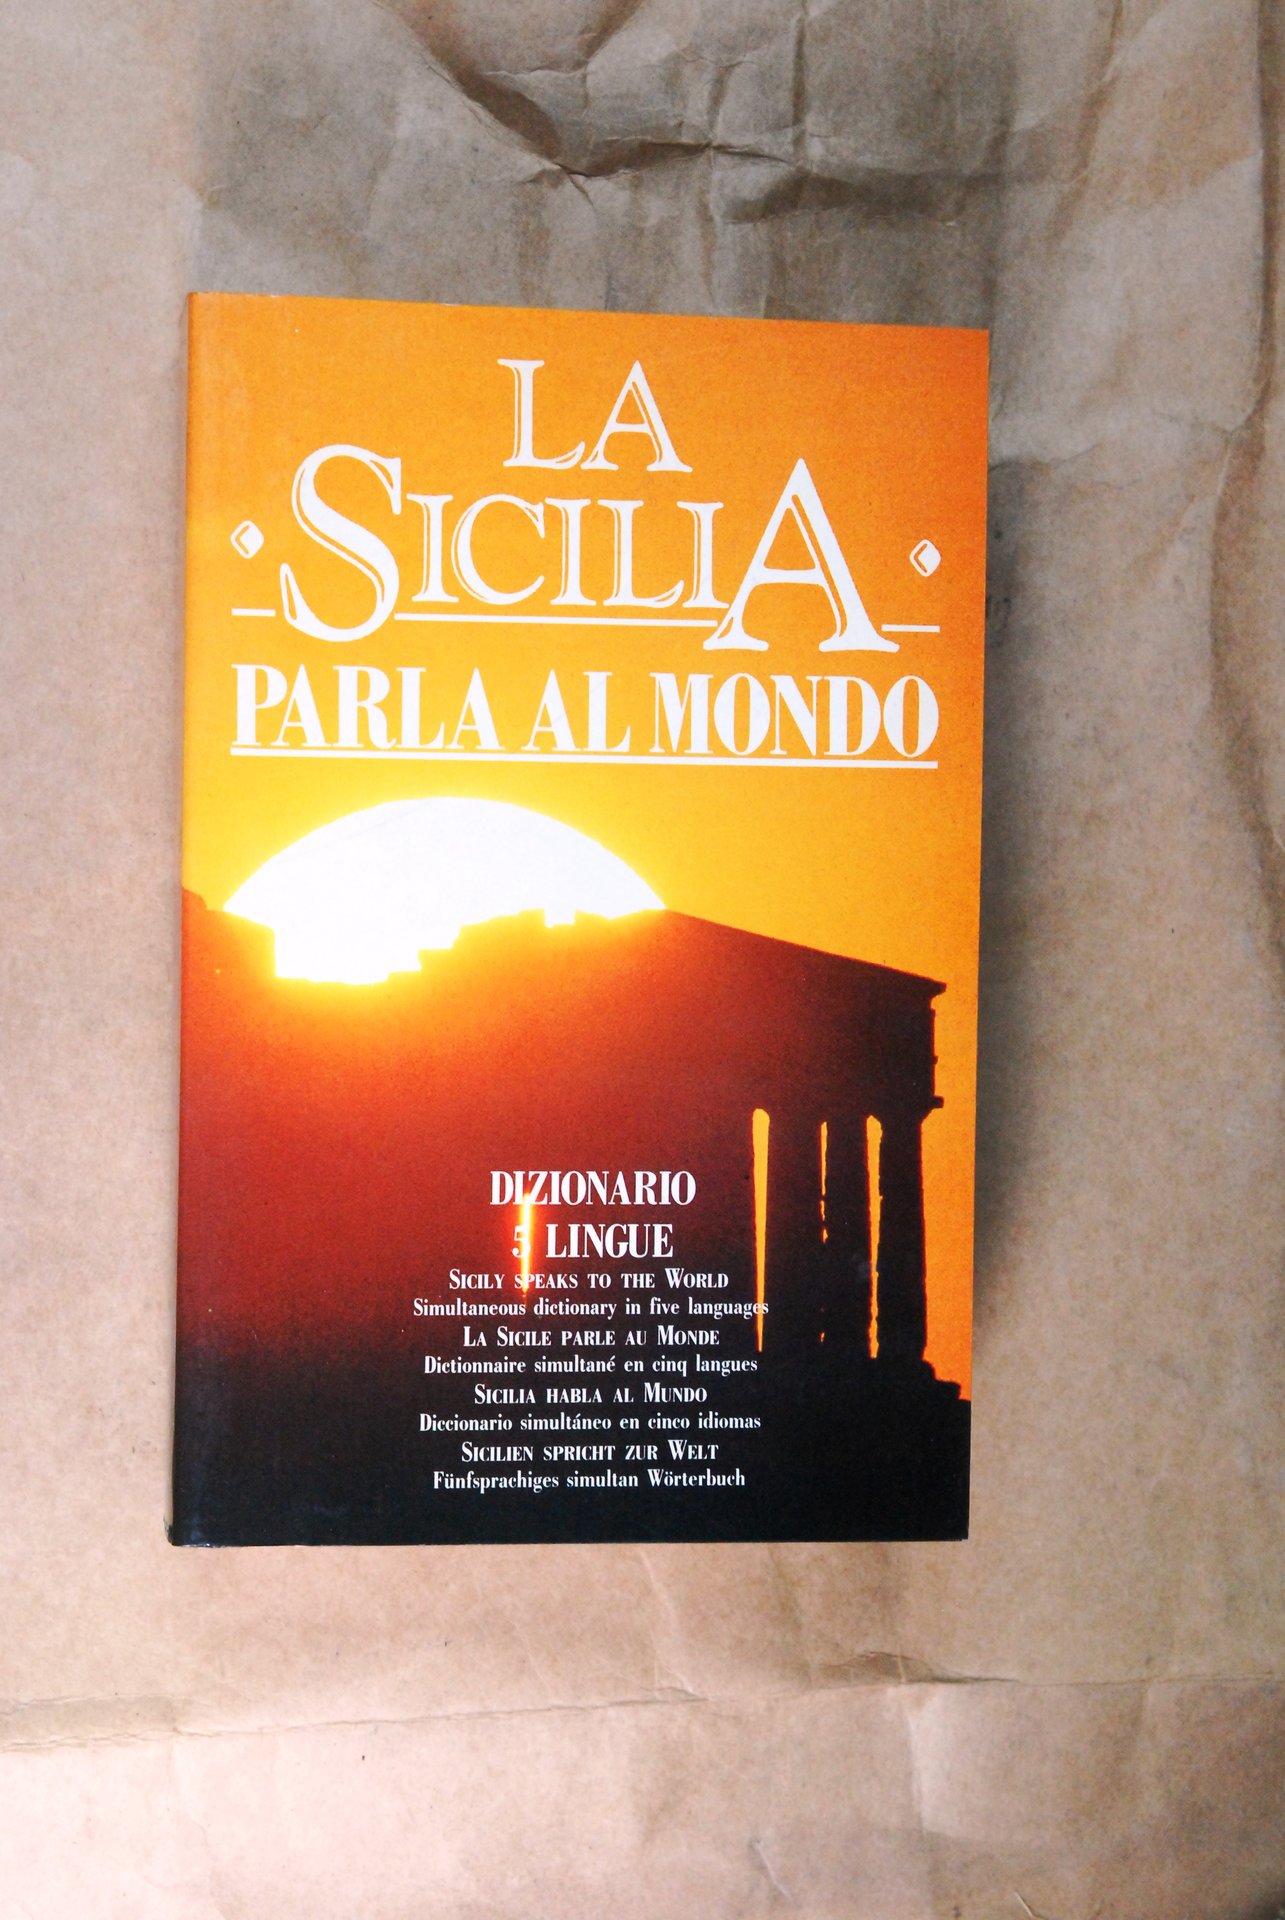 LA
SICILIA
PARLA AL MONDO
DIZIONARIO
5 LINGUE
SICILY SPEAKS TO THE WORLD
Simultaneous dictionary in five languages
LA SICILE PARLE AU MONDE
Dictionnaire simultané en cinq langues
SICILIA HABLA AL MUNDO
Diccionario simultáneo en cinco idiomas
SICILIEN SPRICHT ZUR WELT
Fünfsprachiges simultan Wörterbuch